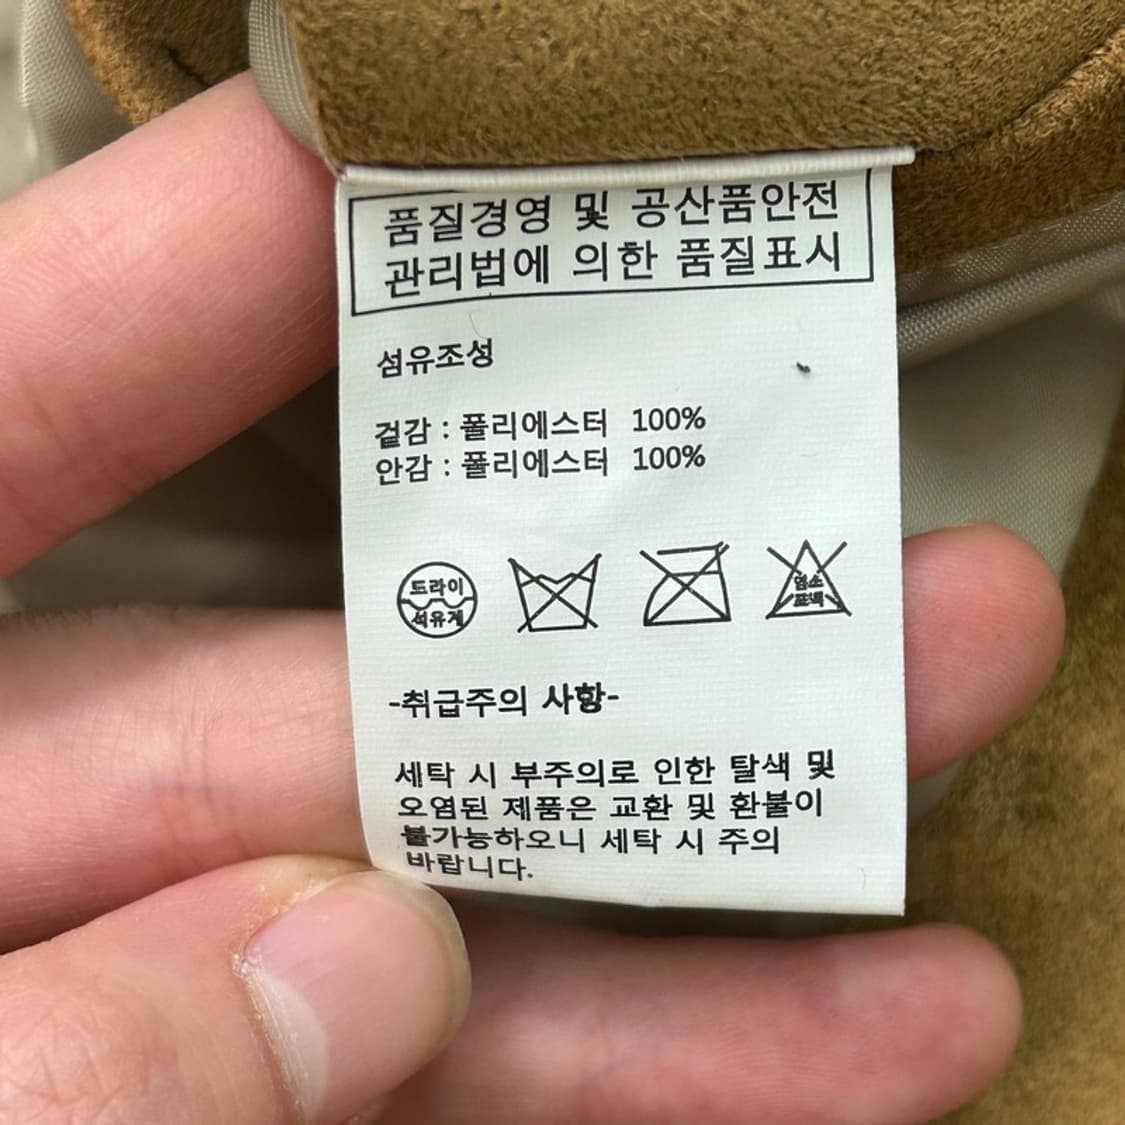 품질경영 및 공산품안전
관리법에 의한 품질표시
섬유조성
겉감 : 폴리에스터 100%
안감 : 폴리에스터 100%
드라이
석유계
염소
표백
-취급주의 사항-
세탁 시 부주의로 인한 탈색 및
오염된 제품은 교환 및 환불이
불가능하오니 세탁 시 주의
바랍니다.